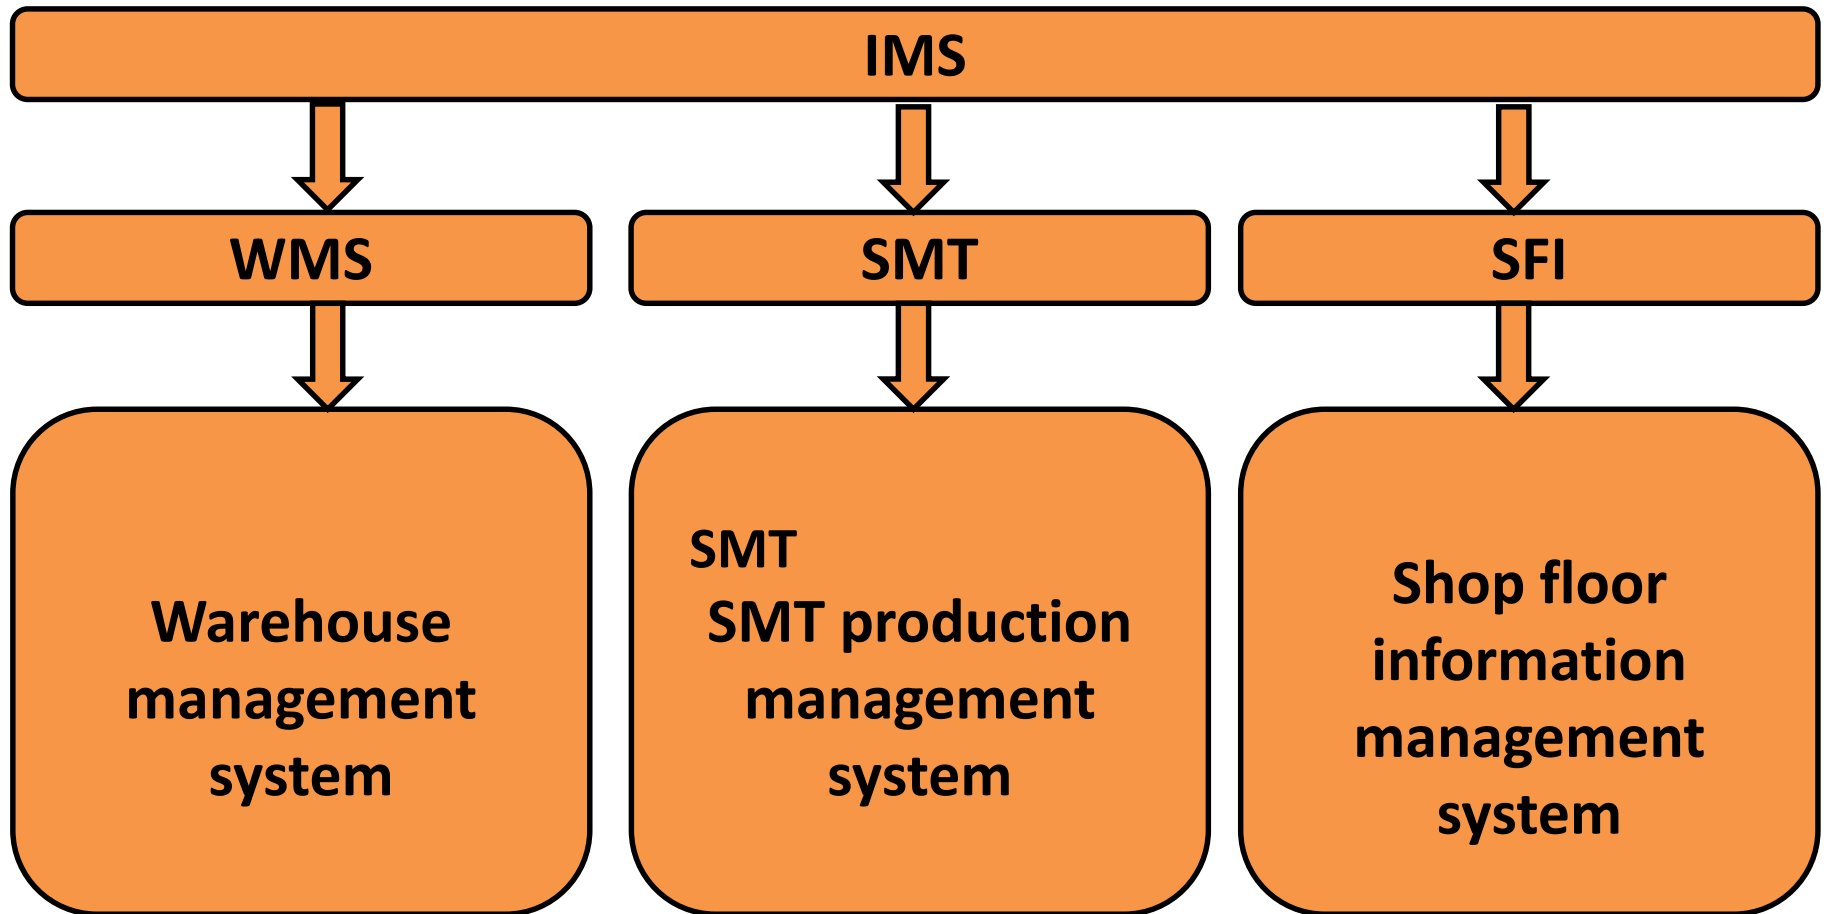 IMS
WMS
SMT
SFI
Warehouse
management
system
SMT
SMT production
management
system
Shop floor
information
management
system